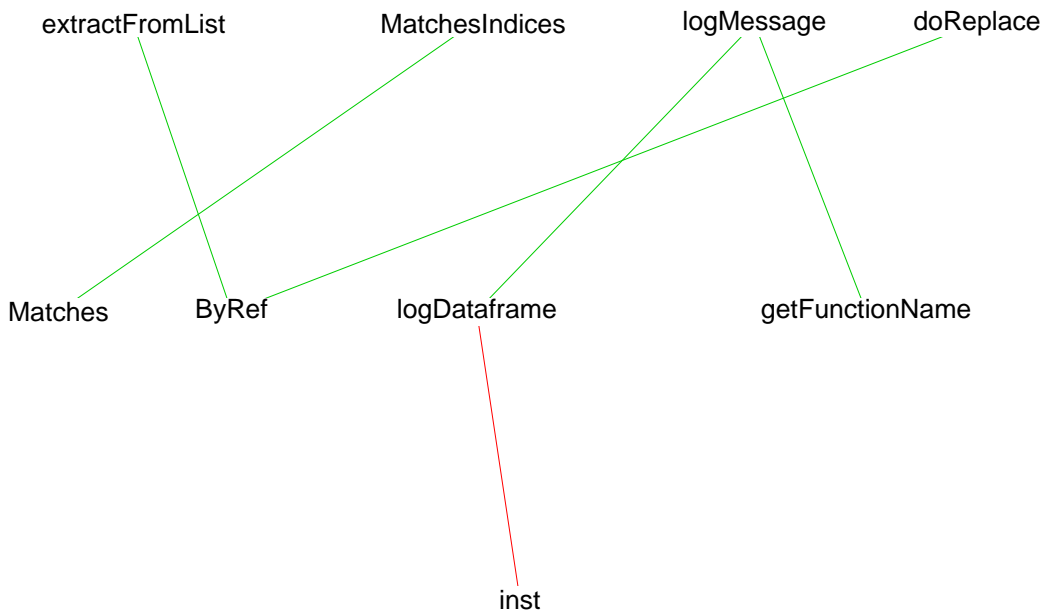 extractFromList MatchesIndices logMessage doReplace
Matches ByRef logDataframe getFunctionName
inst